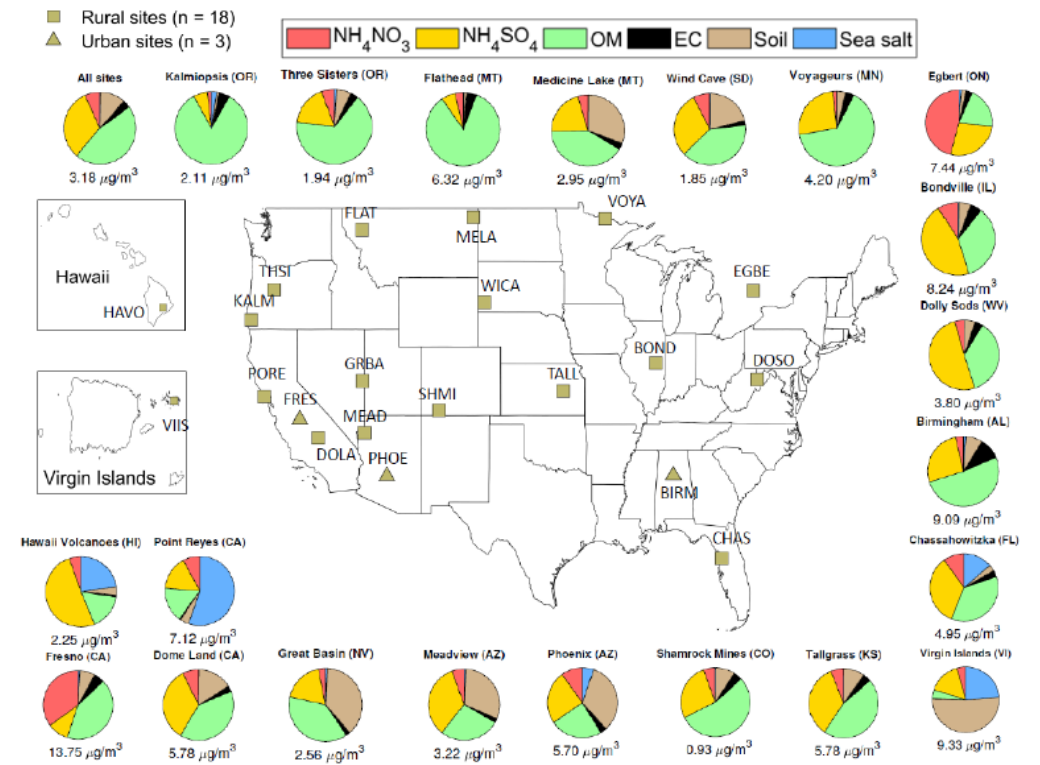 Rural sites (n = 18)
Urban sites (n = 3)
NH4NO3 NH4SO4 OM EC Soil Sea salt
All sites
3.18 µg/m³
Kalmiopsis (OR)
2.11 µg/m³
Three Sisters (OR)
1.94 µg/m³
Flathead (MT)
6.32 µg/m³
Medicine Lake (MT)
2.95 µg/m³
Wind Cave (SD)
1.85 µg/m³
Voyageurs (MN)
4.20 µg/m³
Egbert (ON)
7.44 µg/m³
Bondville (IL)
8.24 µg/m³
Dolly Sods (WV)
3.80 µg/m³
Birmingham (AL)
9.09 µg/m³
Chassahowitzka (FL)
4.95 µg/m³
Virgin Islands (VI)
9.33 µg/m³
Hawaii
HAVO
VIIS
Virgin Islands
FLAT
MELA
VOYA
THSI
KALM
WICA
EGBE
PORE
GRBA
FRES
MEAD
SHMI
TALL
BOND
DOSO
DOLA
PHOE
BIRM
CHAS
Hawaii Volcanoes (HI)
2.25 µg/m³
Point Reyes (CA)
7.12 µg/m³
Fresno (CA)
13.75 µg/m³
Dome Land (CA)
5.78 µg/m³
Great Basin (NV)
2.56 µg/m³
Meadview (AZ)
3.22 µg/m³
Phoenix (AZ)
5.70 µg/m³
Shamrock Mines (CO)
0.93 µg/m³
Tallgrass (KS)
5.78 µg/m³